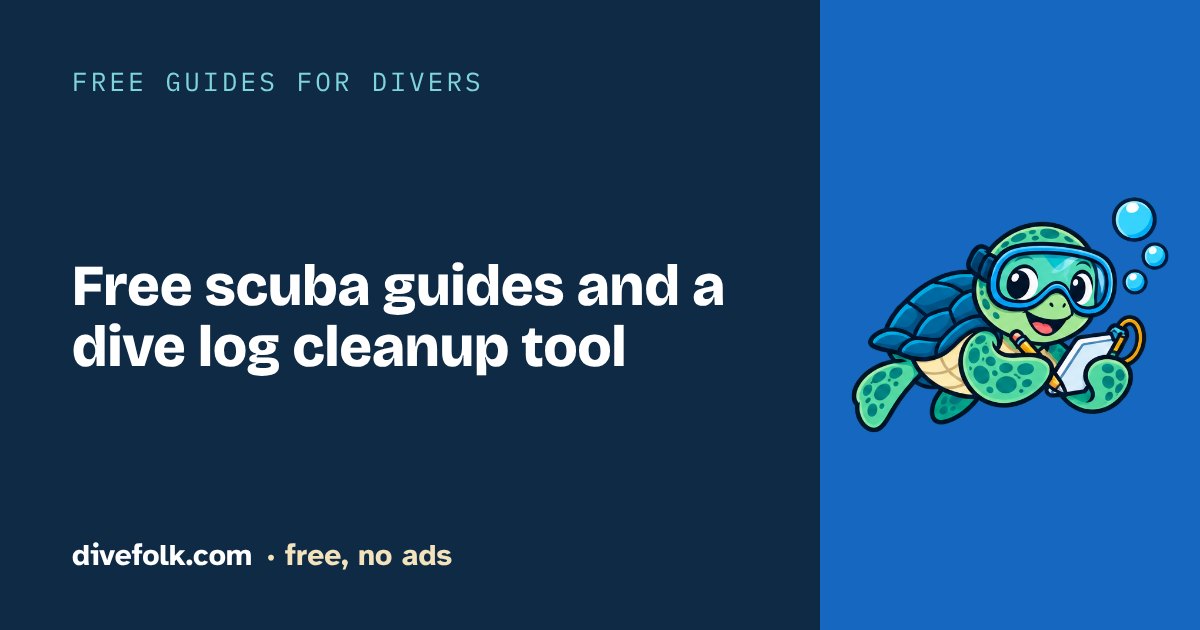 FREE GUIDES FOR DIVERS
Free scuba guides and a
dive log cleanup tool
divefolk.com · free, no ads